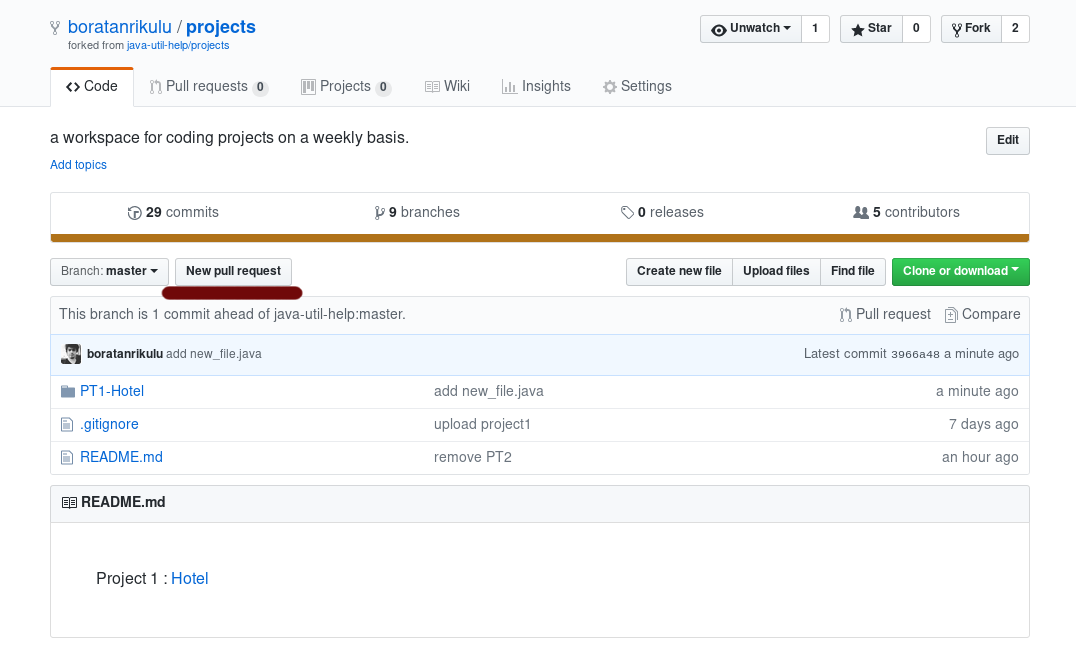 boratanrikulu / projects
forked from java-util-help/projects
Unwatch 1 Star 0 Fork 2
Code Pull requests 0 Projects 0 Wiki Insights Settings
a workspace for coding projects on a weekly basis.
Edit
Add topics
29 commits 9 branches 0 releases 5 contributors
Branch: master New pull request Create new file Upload files Find file Clone or download
This branch is 1 commit ahead of java-util-help:master. Pull request Compare
boratanrikulu add new_file.java Latest commit 3966a48 a minute ago
PT1-Hotel add new_file.java a minute ago
.gitignore upload project1 7 days ago
README.md remove PT2 an hour ago
README.md
Project 1 : Hotel